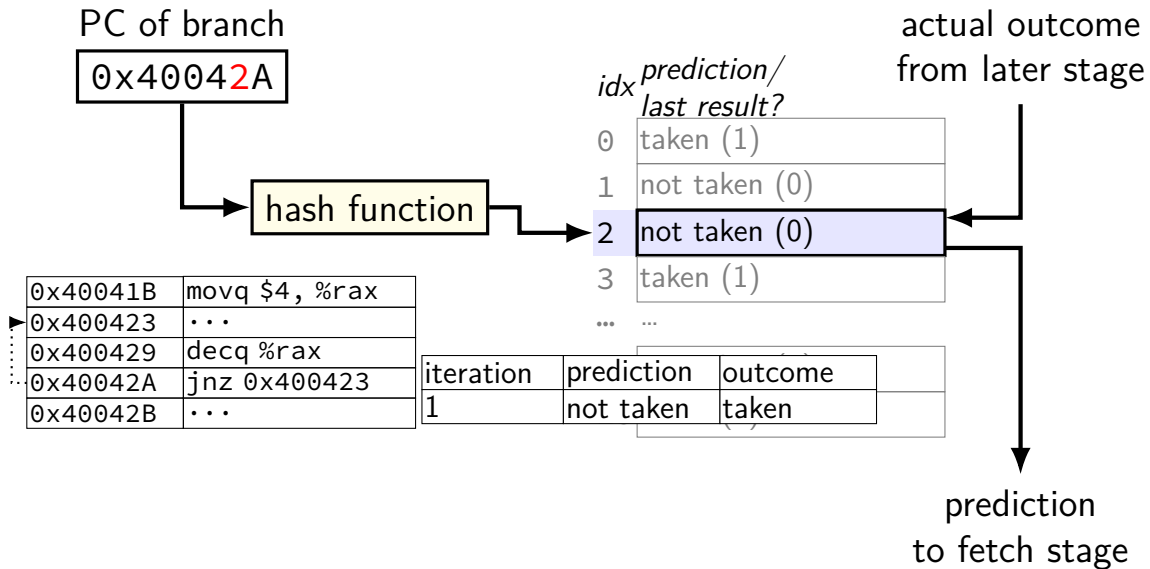 PC of branch
0x40042A
hash function
idx
prediction/
last result?
0 taken (1)
1 not taken (0)
2 not taken (0)
3 taken (1)
… …
actual outcome
from later stage
prediction
to fetch stage
0x40041B movq $4, %rax
0x400423 ...
0x400429 decq %rax
0x40042A jnz 0x400423
0x40042B ...
iteration prediction outcome
1 not taken taken